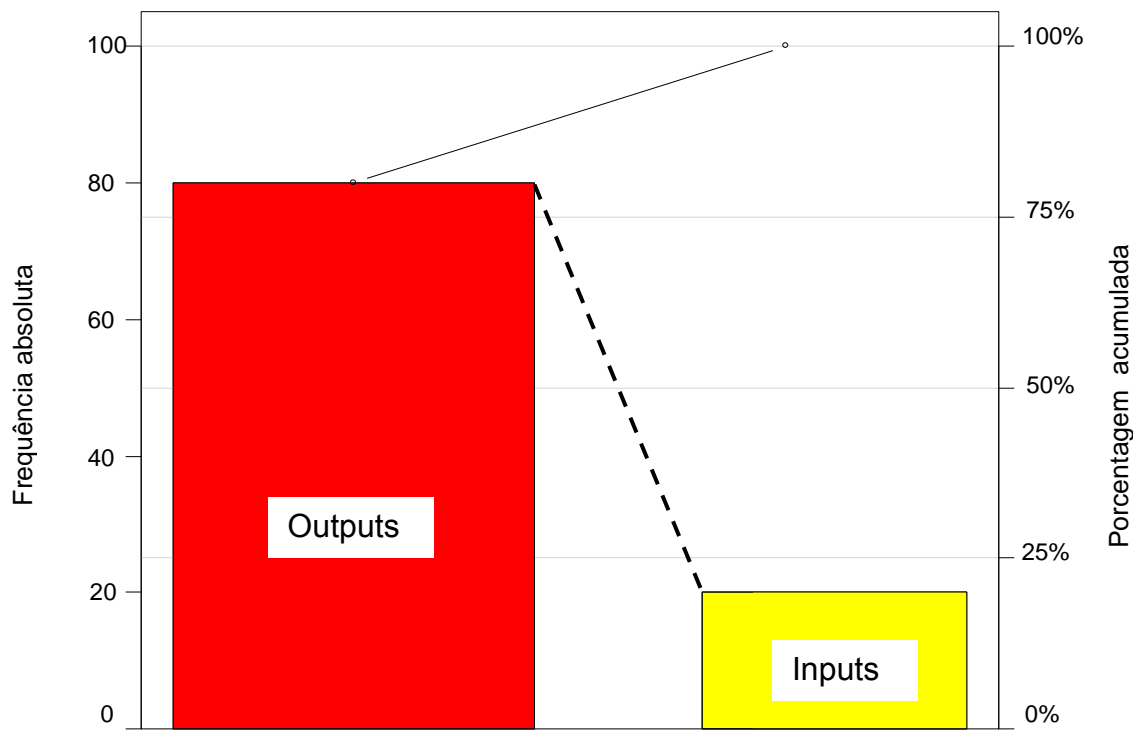 Frequência absoluta
100
80
60
40
20
0
Outputs
Inputs
100%
75%
50%
25%
0%
Porcentagem acumulada